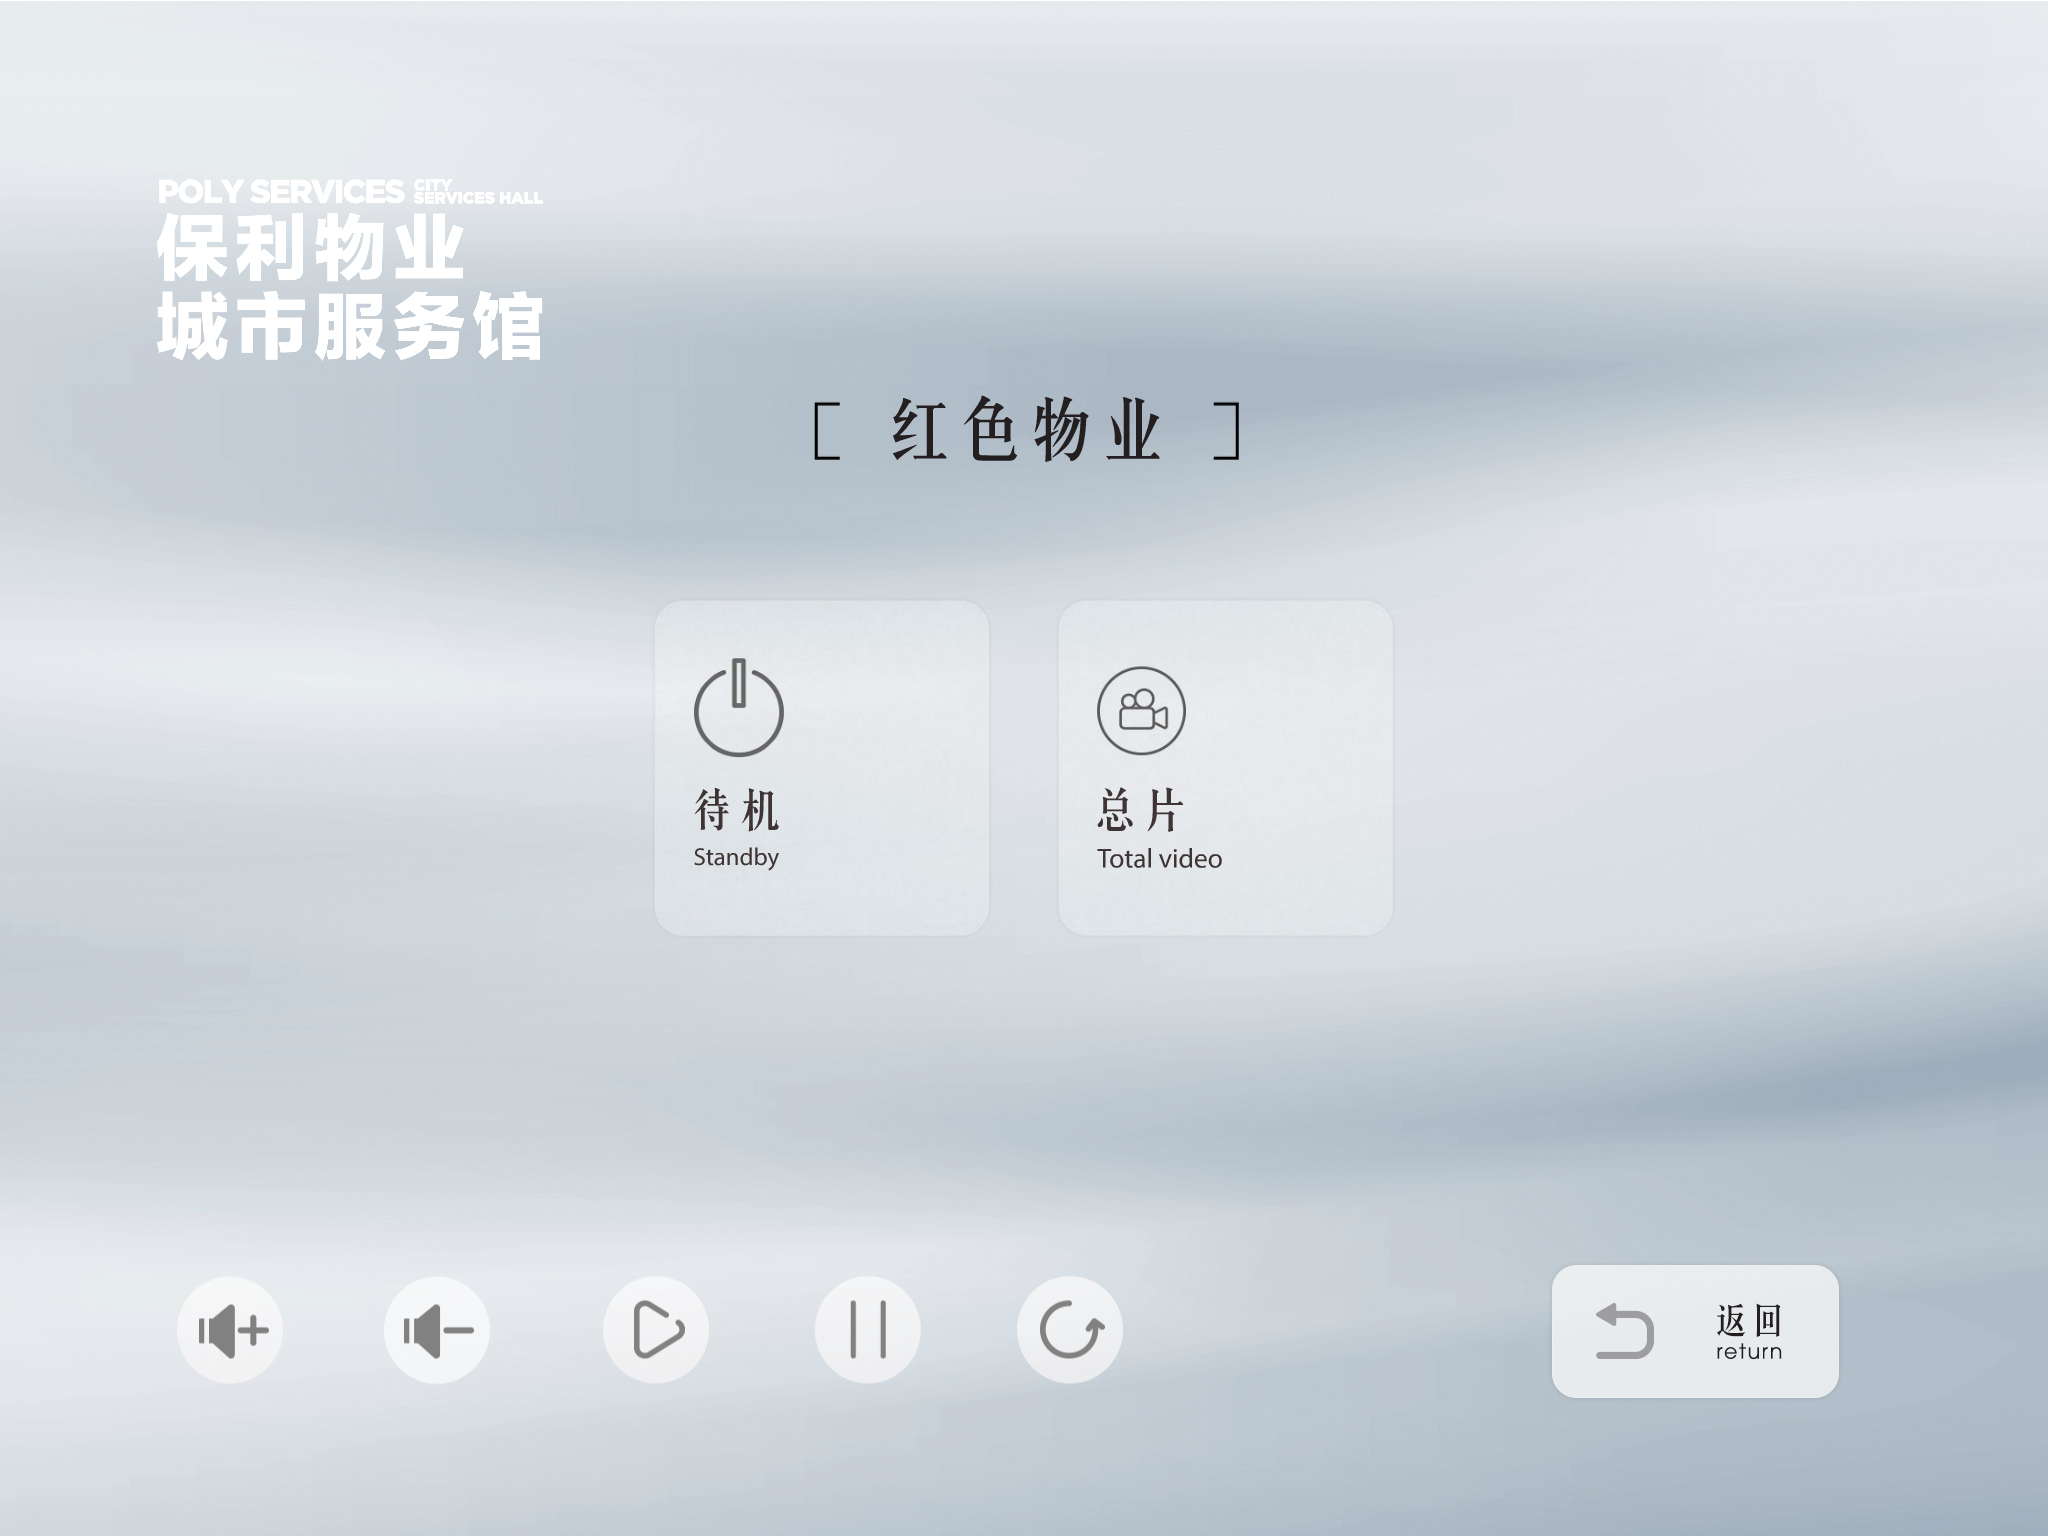 POLY SERVICES CITY SERVICES HALL
保利物业
城市服务馆
[ 红色物业 ]
待机
Standby
总片
Total video
返回
return